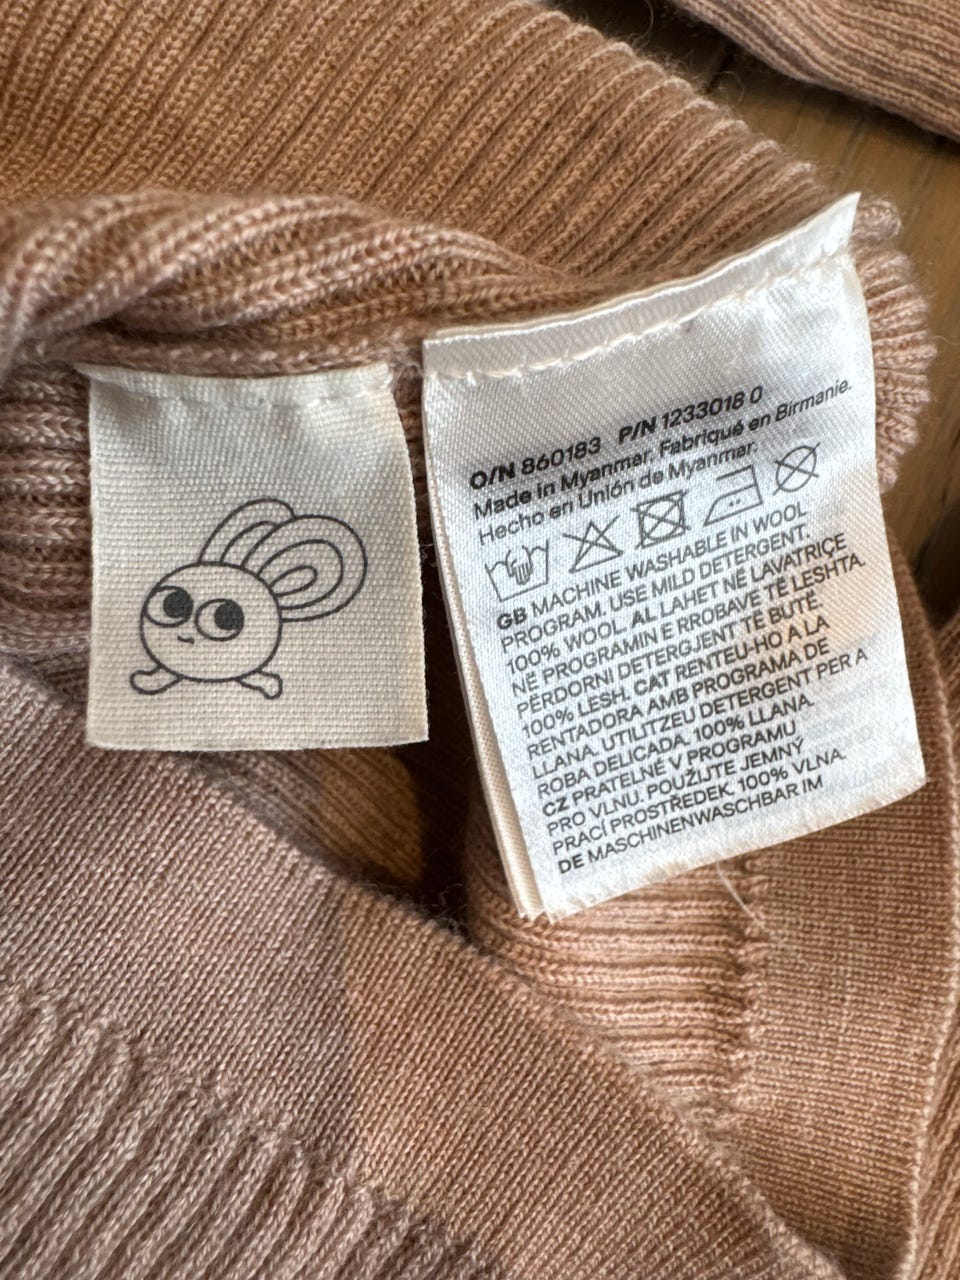 O/N 860183 P/N 1233018 0
Made in Myanmar. Fabriqué en Birmanie.
Hecho en Unión de Myanmar.
GB MACHINE WASHABLE IN WOOL
PROGRAM. USE MILD DETERGENT.
100% WOOL. AL LAHET NË LAVATRIÇE
NË PROGRAMIN E RROBAVE TË LESHTA.
PËRDORNI DETERGJENT TË BUTË.
100% LESH. CAT RENTEU-HO A LA
RENTADORA AMB PROGRAMA DE
LLANA. UTILITZEU DETERGENT PER A
ROBA DELICADA. 100% LLANA.
CZ PRATELNÉ V PROGRAMU
PRO VLNU. POUŽIJTE JEMNÝ
PRACÍ PROSTŘEDEK. 100% VLNA.
DE MASCHINENWASCHBAR IM